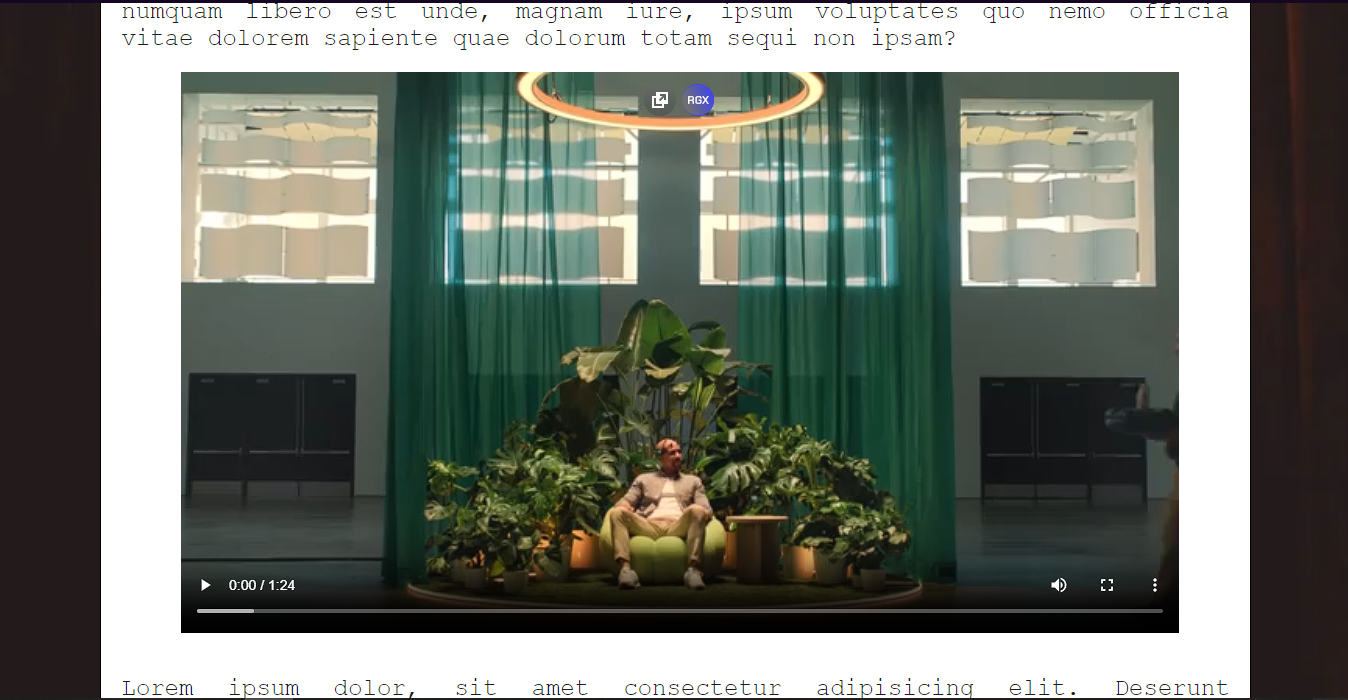 numquam libero est unde, magnam iure, ipsum voluptates quo nemo officia
vitae dolorem sapiente quae dolorum totam sequi non ipsam?
RGX
0:00 / 1:24
Lorem ipsum dolor, sit amet consectetur adipisicing elit. Deserunt